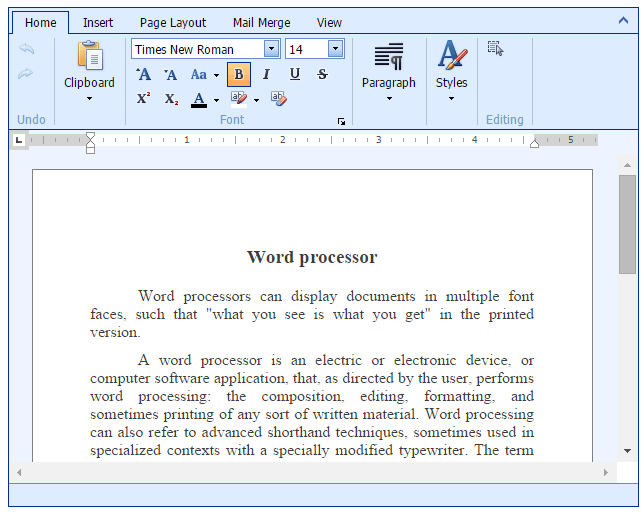 Home Insert Page Layout Mail Merge View
Times New Roman 14
Clipboard Paragraph Styles
A A Aa B I U S
X² X₂ A ab ab
Undo Font Editing
L 1 2 3 4 5
Word processor
Word processors can display documents in multiple font
faces, such that "what you see is what you get" in the printed
version.
A word processor is an electric or electronic device, or
computer software application, that, as directed by the user, performs
word processing: the composition, editing, formatting, and
sometimes printing of any sort of written material. Word processing
can also refer to advanced shorthand techniques, sometimes used in
specialized contexts with a specially modified typewriter. The term